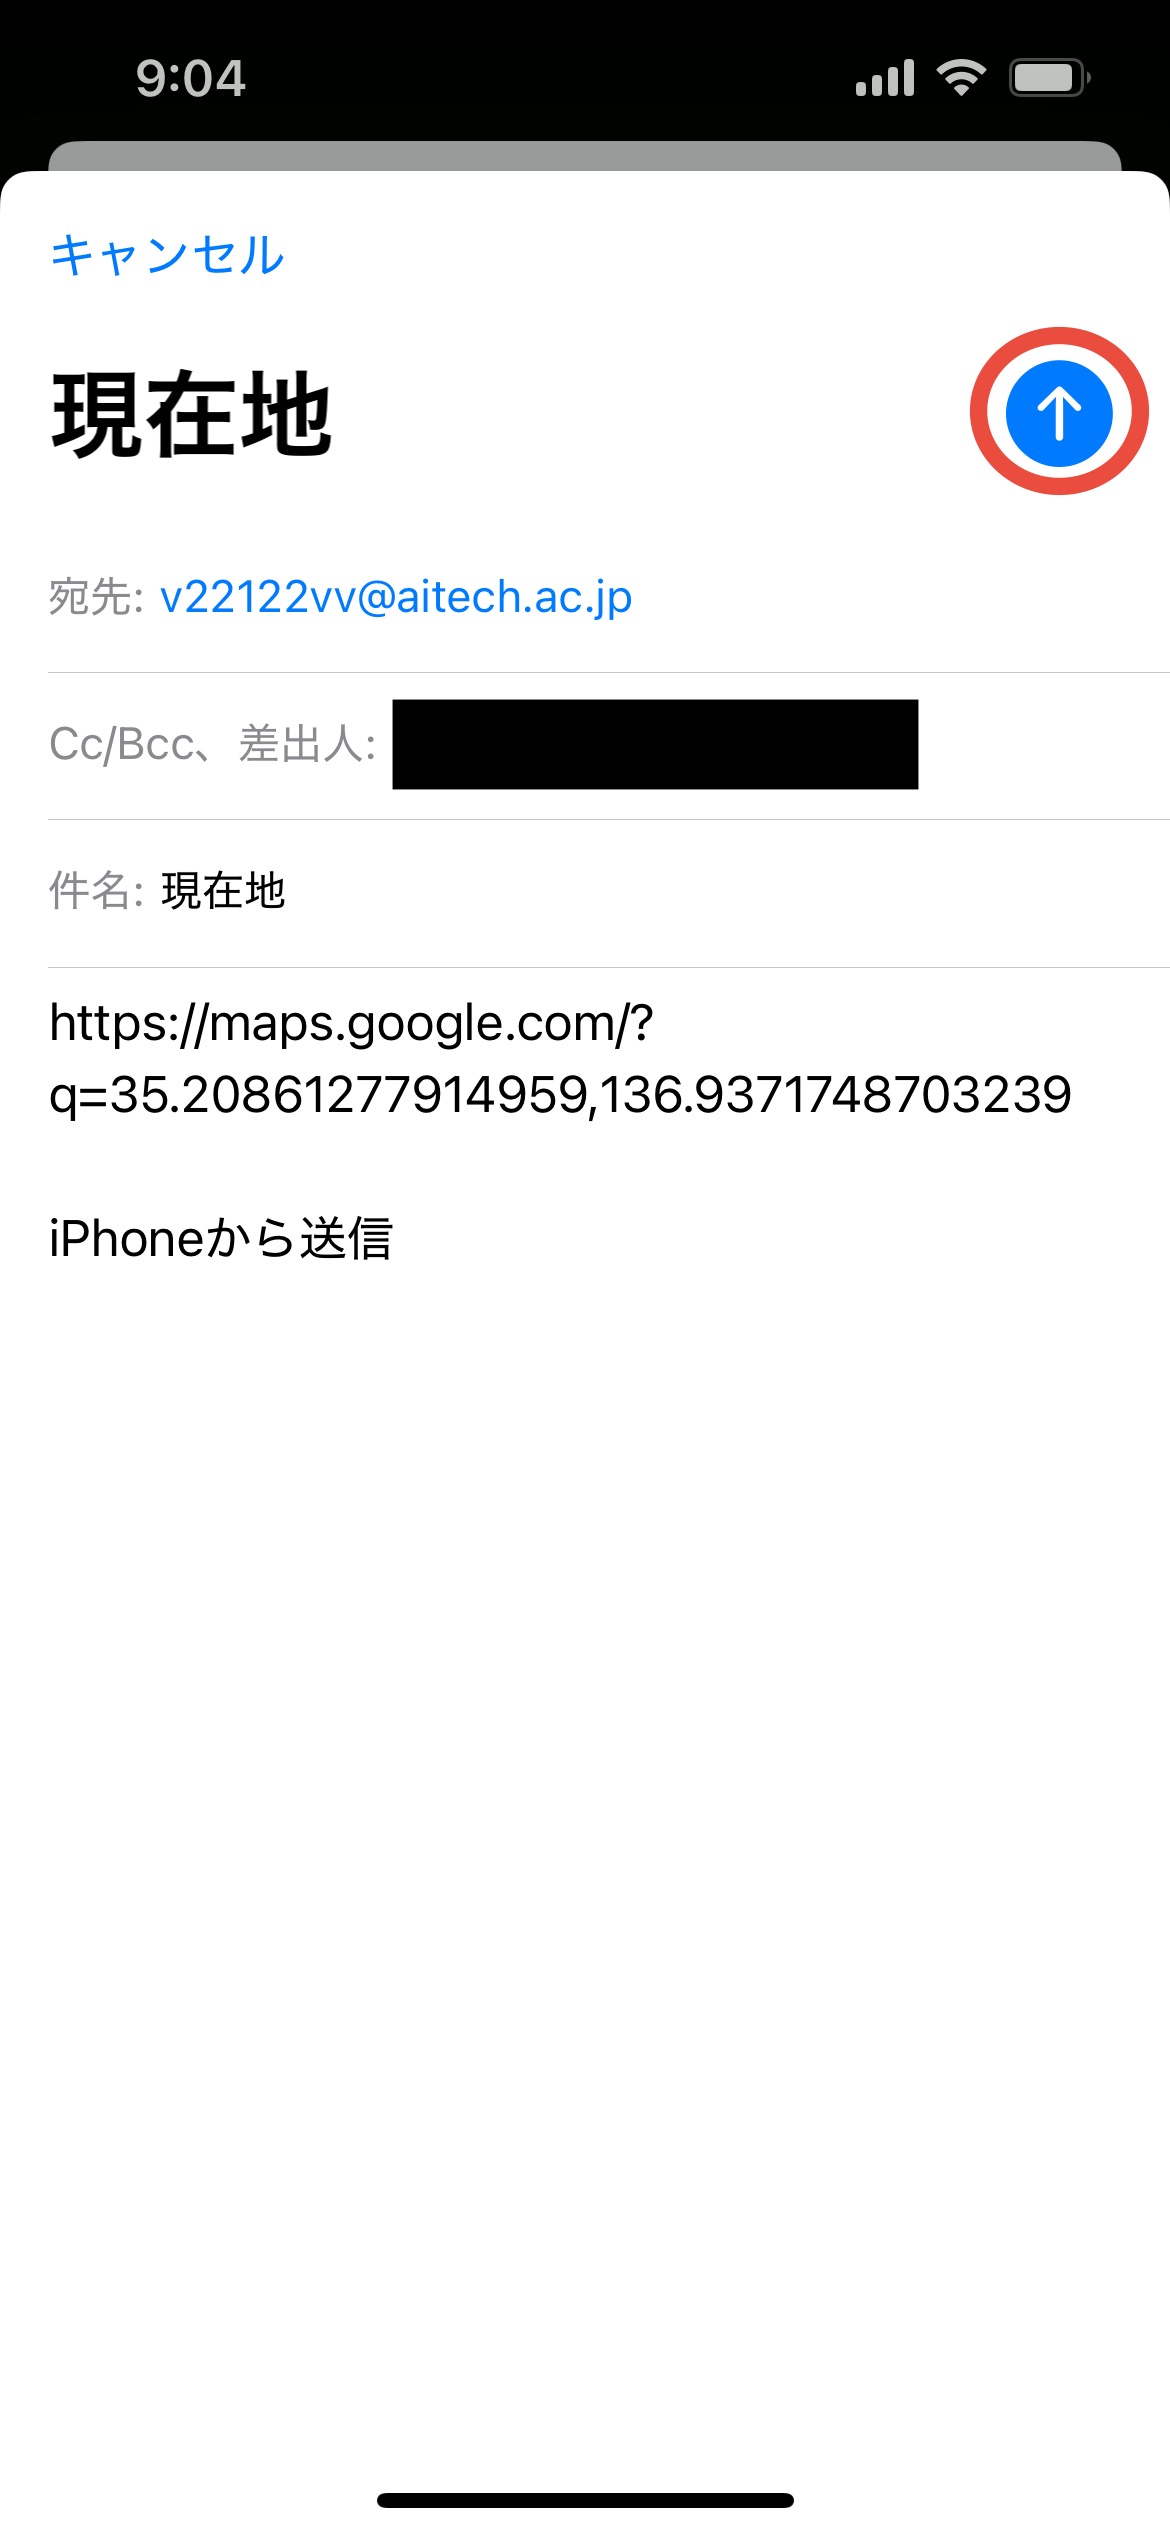 9:04
キャンセル
現在地
宛先: v22122vv@aitech.ac.jp
Cc/Bcc、差出人:
件名: 現在地
https://maps.google.com/?
q=35.20861277914959,136.9371748703239
iPhoneから送信